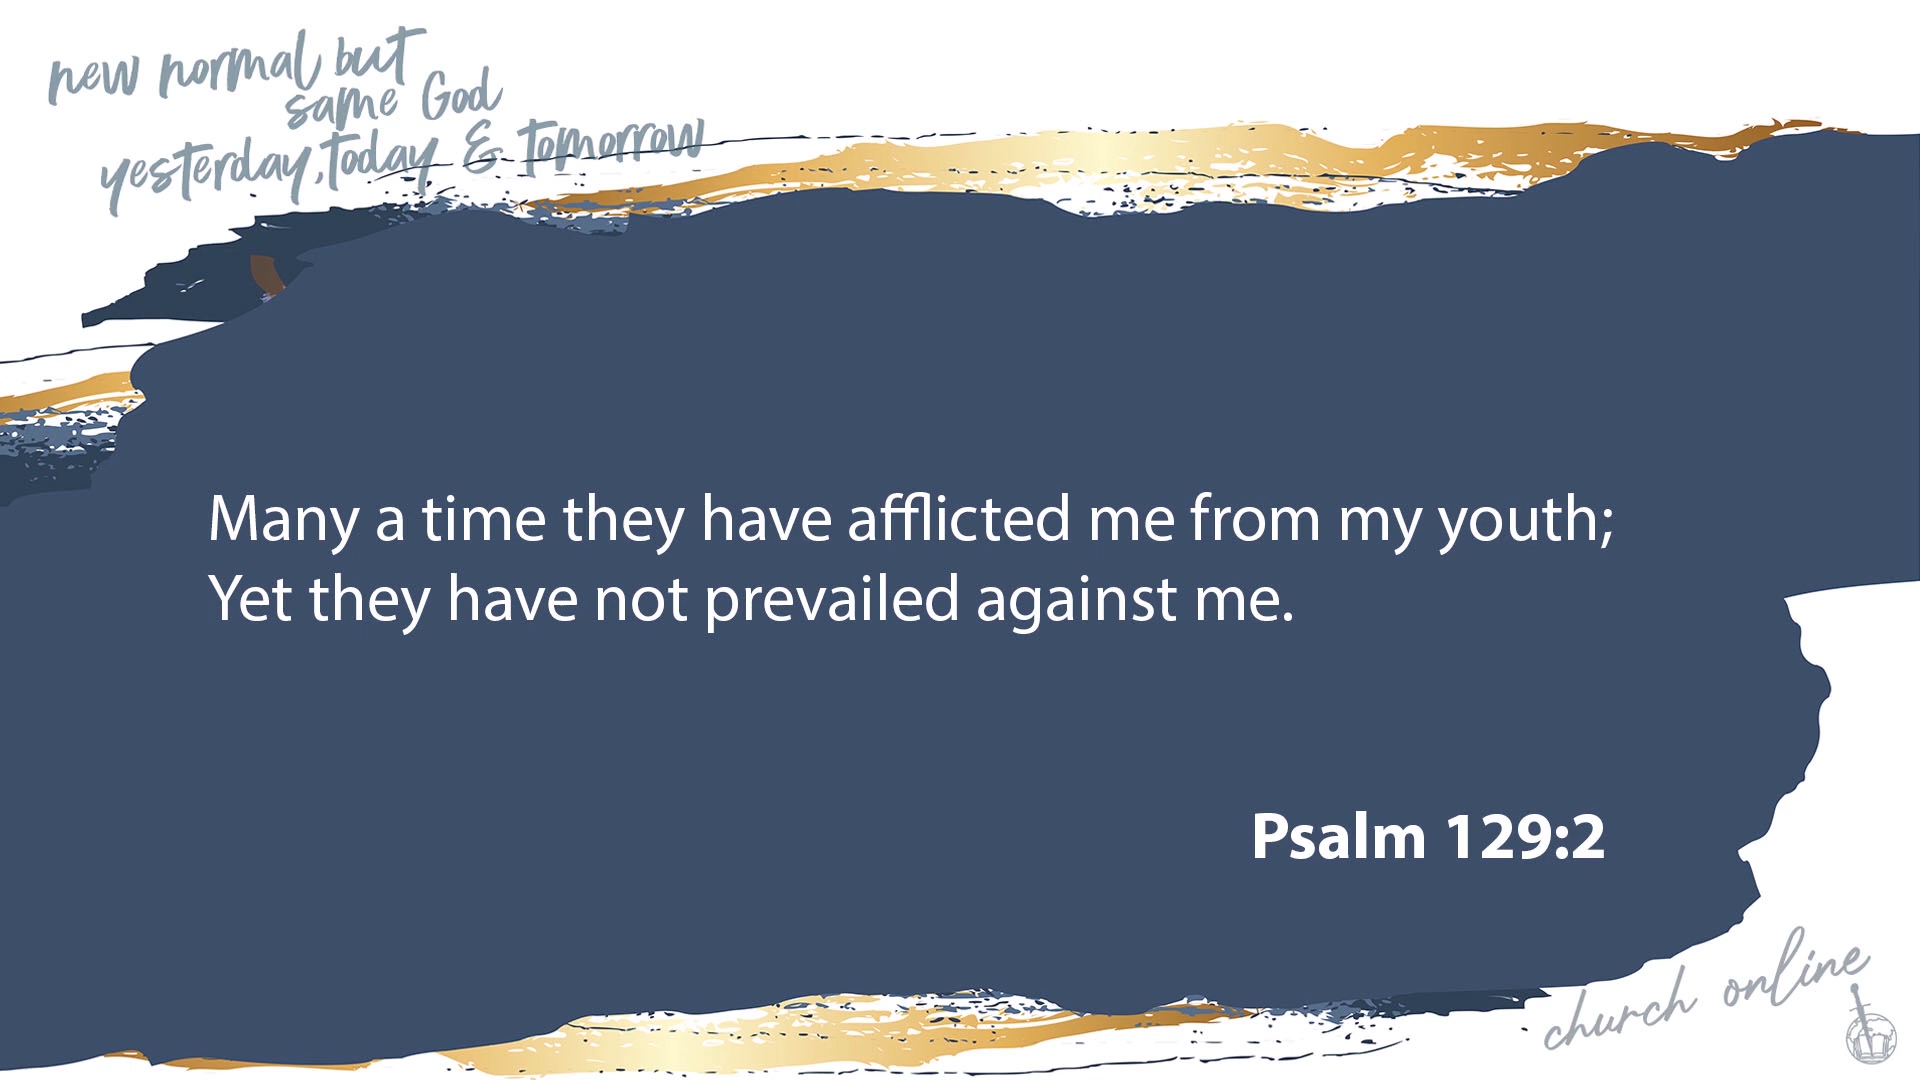 new normal but
same God
yesterday, today & tomorrow
Many a time they have afflicted me from my youth;
Yet they have not prevailed against me.
Psalm 129:2
church online